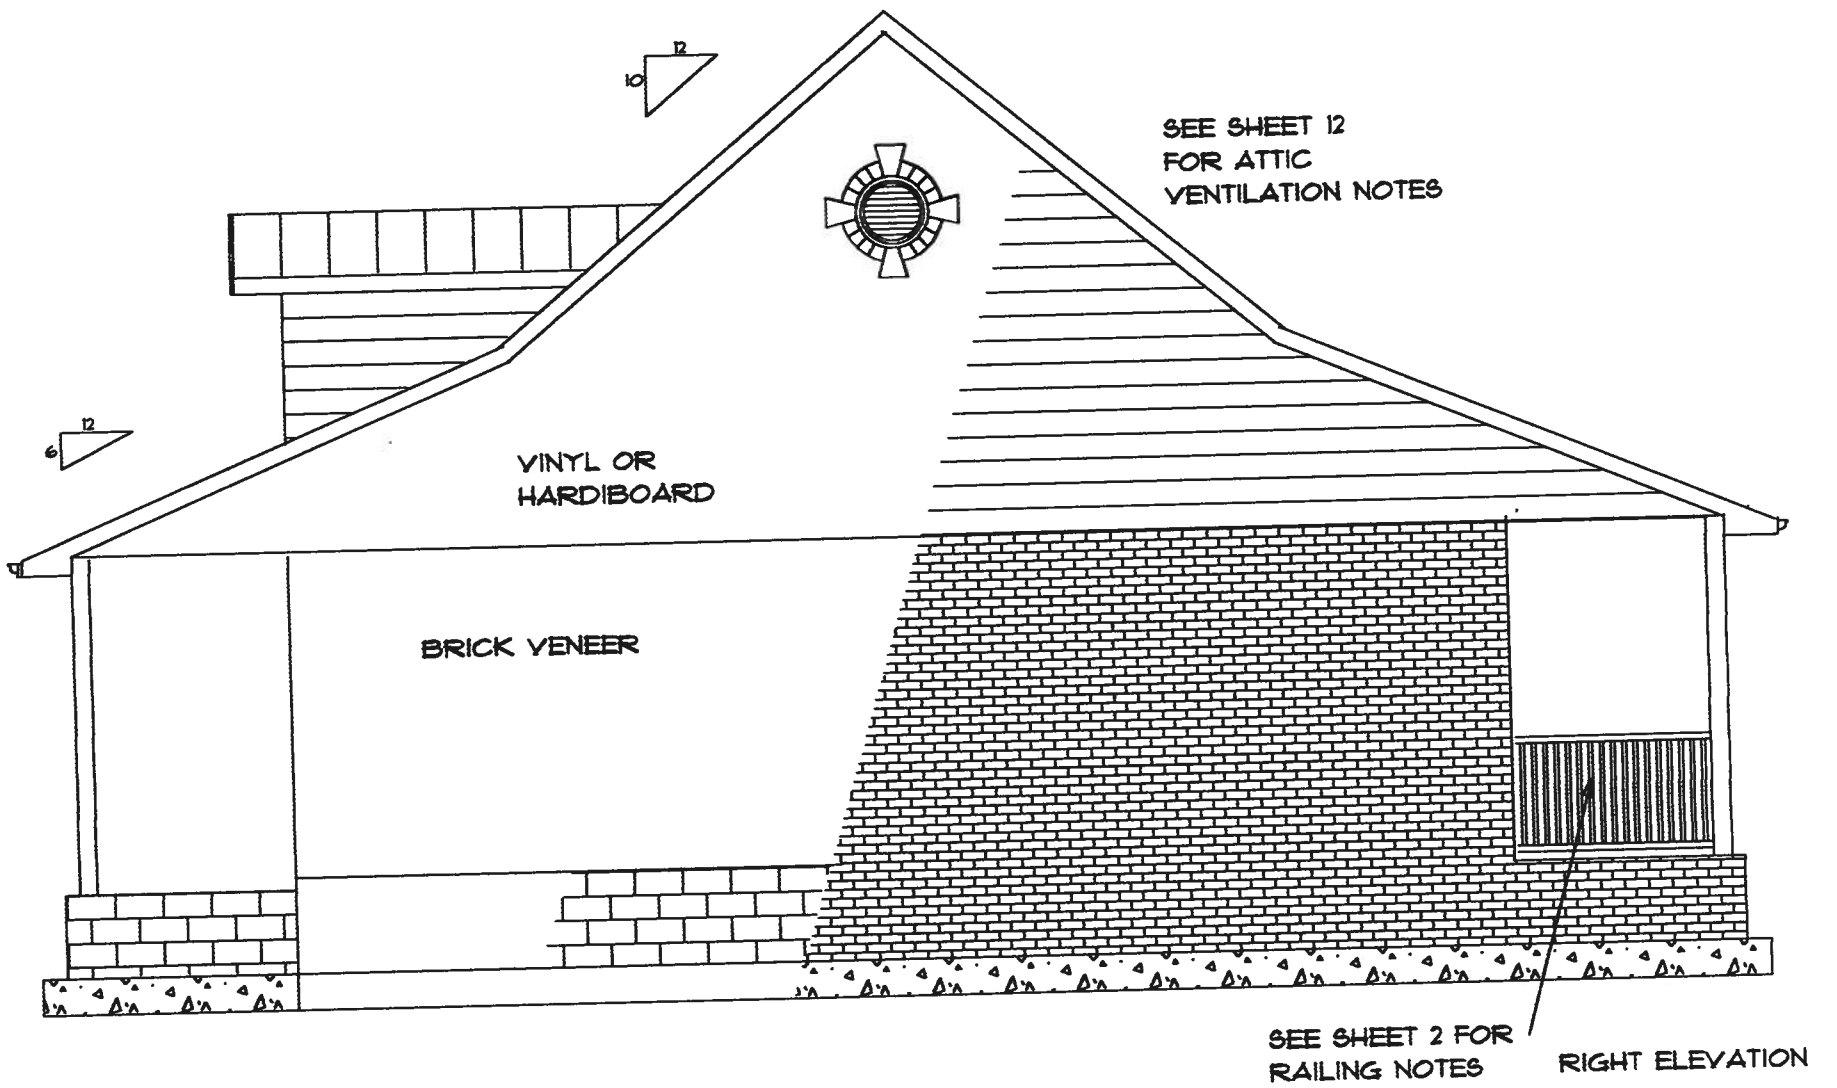 12
10
SEE SHEET 12
FOR ATTIC
VENTILATION NOTES
12
6
VINYL OR
HARDIBOARD
BRICK VENEER
SEE SHEET 2 FOR
RAILING NOTES
RIGHT ELEVATION